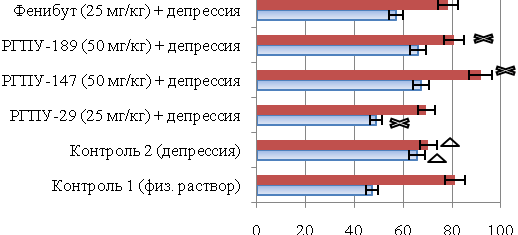 Фенибут (25 мг/кг) + депрессия
РГПУ-189 (50 мг/кг) + депрессия
РГПУ-147 (50 мг/кг) + депрессия
РГПУ-29 (25 мг/кг) + депрессия
Контроль 2 (депрессия)
Контроль 1 (физ. раствор)
0 20 40 60 80 100